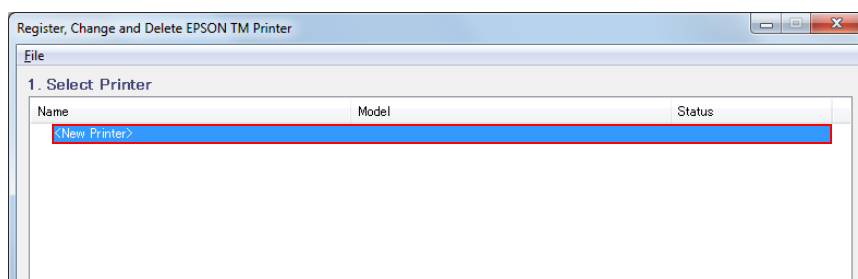 Register, Change and Delete EPSON TM Printer
File
1. Select Printer
Name Model Status
<New Printer>